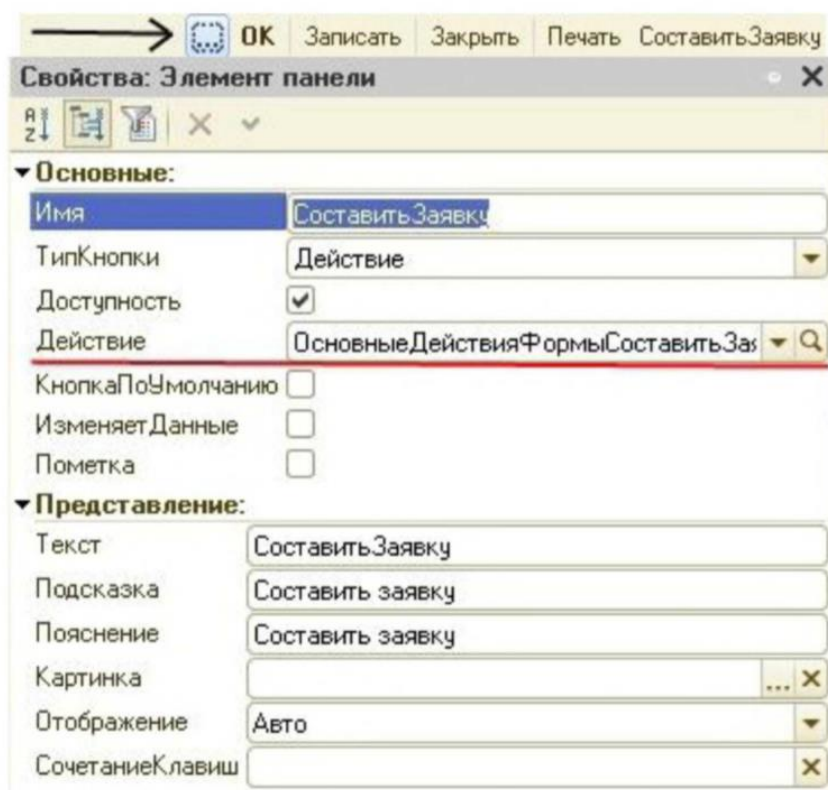 OK Записать Закрыть Печать СоставитьЗаявку
Свойства: Элемент панели
Основные:
Имя СоставитьЗаявку
ТипКнопки Действие
Доступность
Действие ОсновныеДействияФормыСоставитьЗая
КнопкаПоУмолчанию
ИзменяетДанные
Пометка
Представление:
Текст СоставитьЗаявку
Подсказка Составить заявку
Пояснение Составить заявку
Картинка ...
Отображение Авто
СочетаниеКлавиш